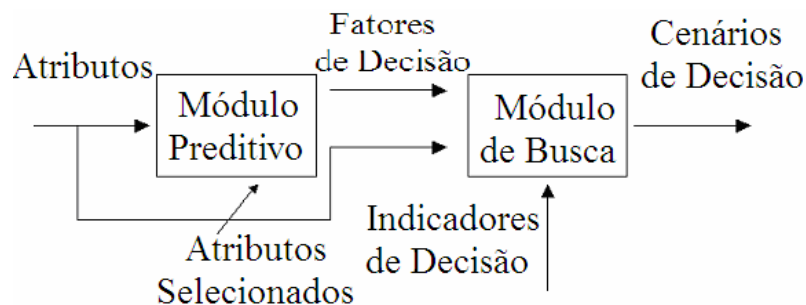 Atributos
Módulo
Preditivo
Fatores
de Decisão
Módulo
de Busca
Cenários
de Decisão
Atributos
Selecionados
Indicadores
de Decisão